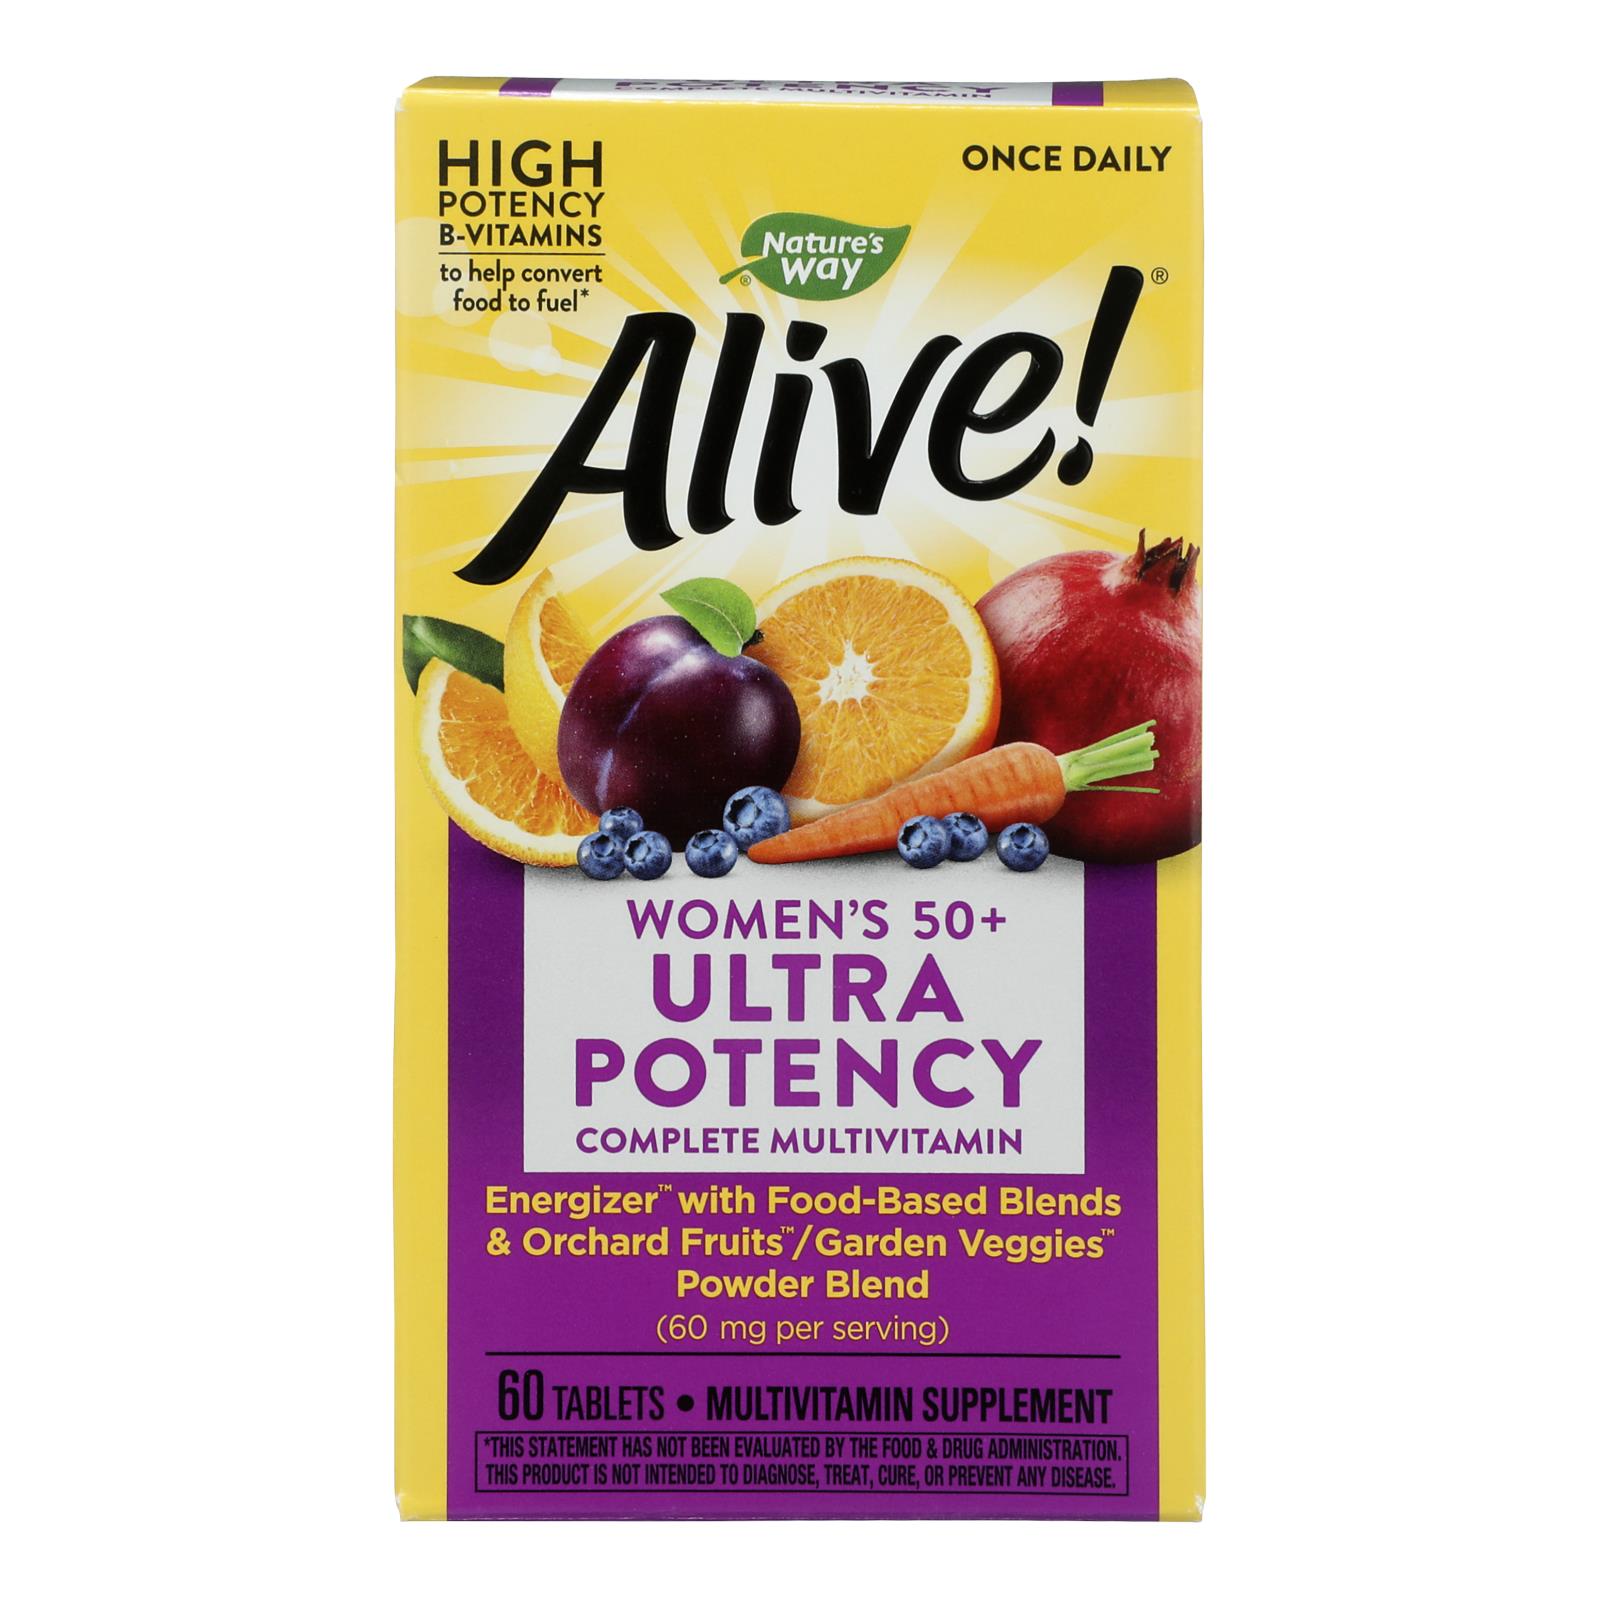 POTENCY
COMPLETE MULTIVITAMIN
HIGH
POTENCY
B-VITAMINS
to help convert
food to fuel*
ONCE DAILY
Nature's
Way®
Alive!®
WOMEN'S 50+
ULTRA
POTENCY
COMPLETE MULTIVITAMIN
Energizer™ with Food-Based Blends
& Orchard Fruits™/Garden Veggies™
Powder Blend
(60 mg per serving)
60 TABLETS • MULTIVITAMIN SUPPLEMENT
*THIS STATEMENT HAS NOT BEEN EVALUATED BY THE FOOD & DRUG ADMINISTRATION.
THIS PRODUCT IS NOT INTENDED TO DIAGNOSE, TREAT, CURE, OR PREVENT ANY DISEASE.